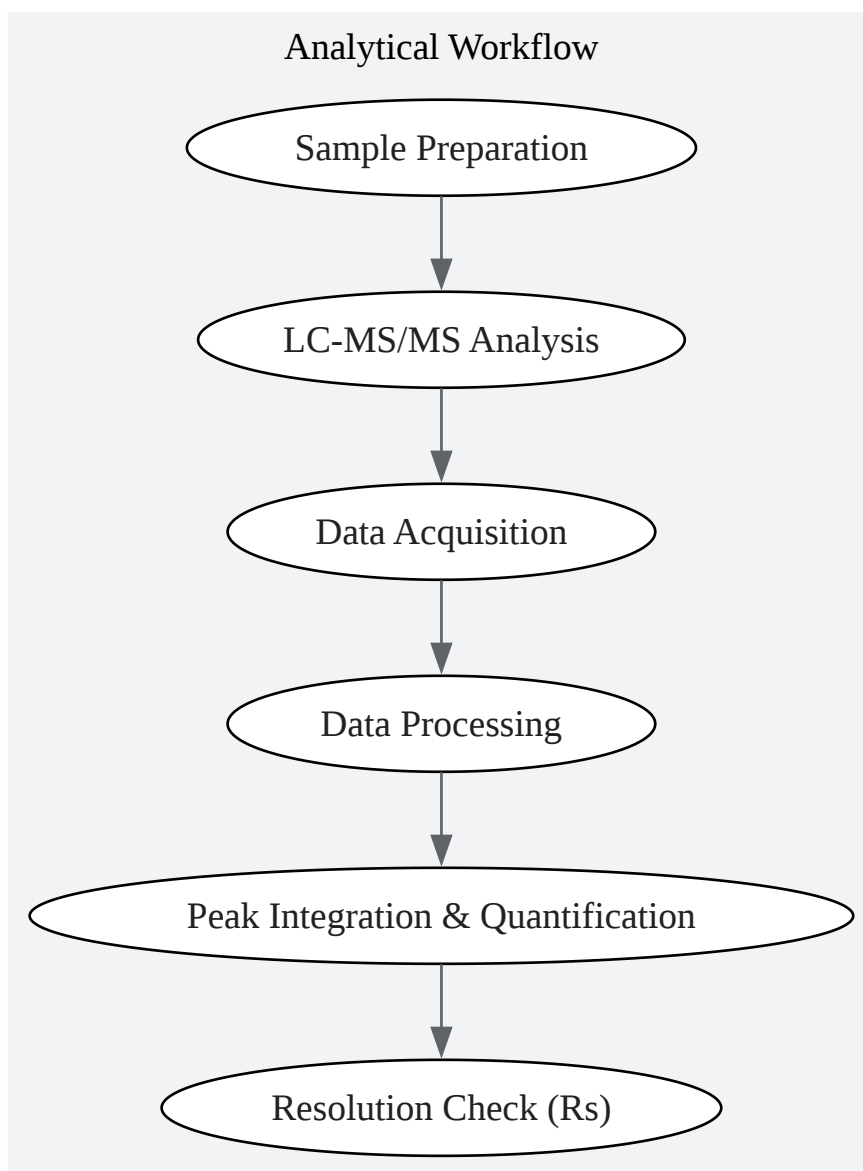 Analytical Workflow
Sample Preparation
LC-MS/MS Analysis
Data Acquisition
Data Processing
Peak Integration & Quantification
Resolution Check (Rs)